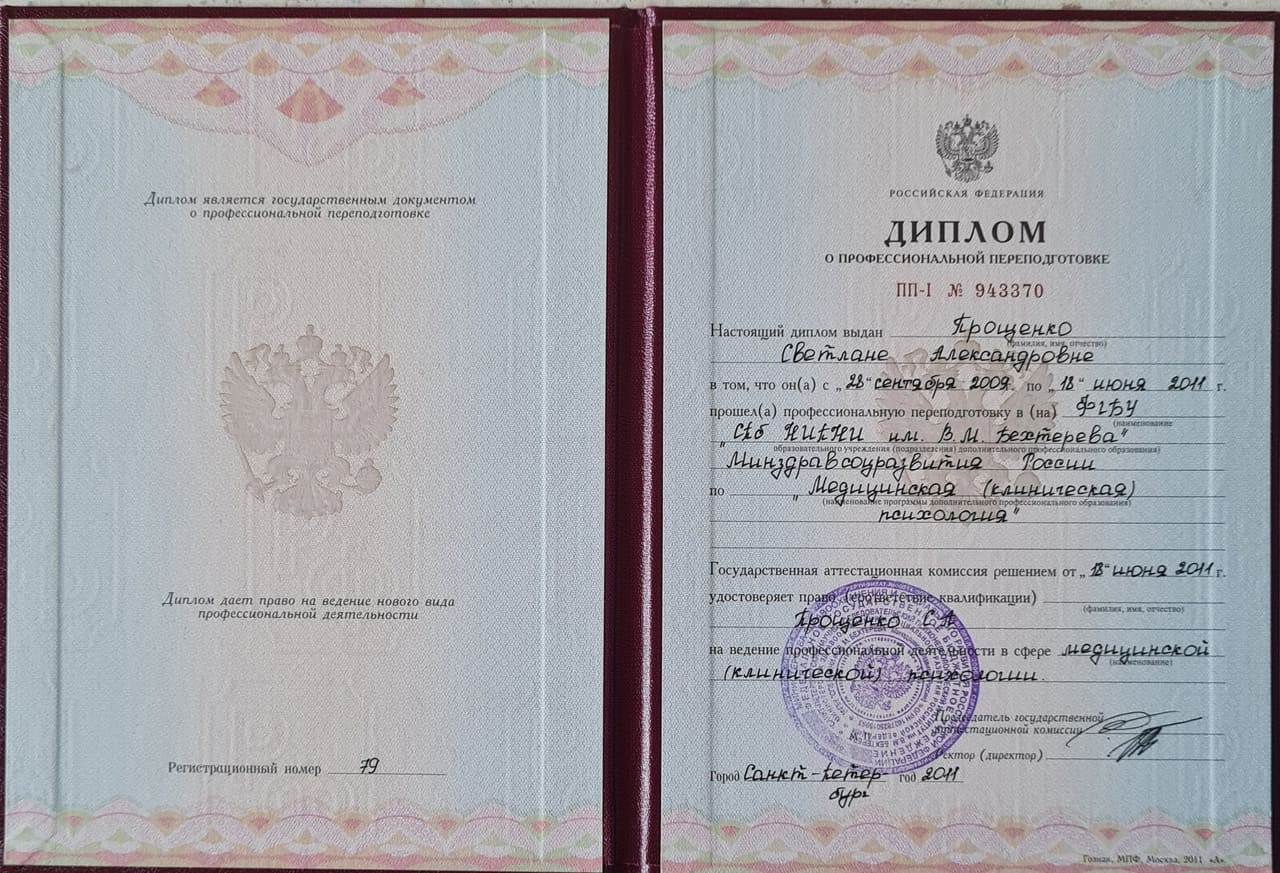 Диплом является государственным документом
о профессиональной переподготовке
Диплом дает право на ведение нового вида
профессиональной деятельности
Регистрационный номер 79
РОССИЙСКАЯ ФЕДЕРАЦИЯ
ДИПЛОМ
О ПРОФЕССИОНАЛЬНОЙ ПЕРЕПОДГОТОВКЕ
ПП-I № 943370
Настоящий диплом выдан Прощенко
(фамилия, имя, отчество)
Светлане Александровне
в том, что он(а) с „28" сентября 2009г. по „18" июня 2011 г.
прошел(а) профессиональную переподготовку в (на) ФГБУ
(наименование
"Спб НИПНИ им. В.М. Бехтерева"
образовательного учреждения (подразделения) дополнительного профессионального образования)
Минздравсоцразвития России
по "Медицинская (клиническая)
(наименование программы дополнительного профессионального образования)
психология"
Государственная аттестационная комиссия решением от „18" июня 2011 г.
удостоверяет право (соответствие квалификации)
(фамилия, имя, отчество)
Прощенко С.А
на ведение профессиональной деятельности в сфере медицинской
(наименование)
(клинической) психологии.
Председатель государственной
аттестационной комиссии
М.П.
Ректор (директор)
Город Санкт-Петер-
бург
год 2011
Гознак, МПФ, Москва, 2011 «А».